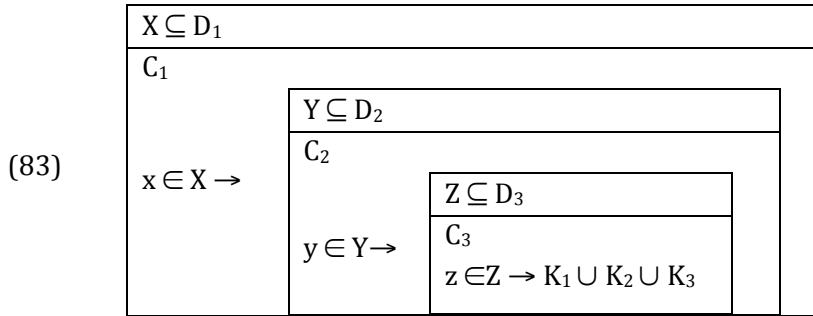 X ⊆ D₁
C₁
Y ⊆ D₂
C₂
(83)
x ∈ X →
Z ⊆ D₃
C₃
y ∈ Y→
z ∈Z → K₁ ∪ K₂ ∪ K₃